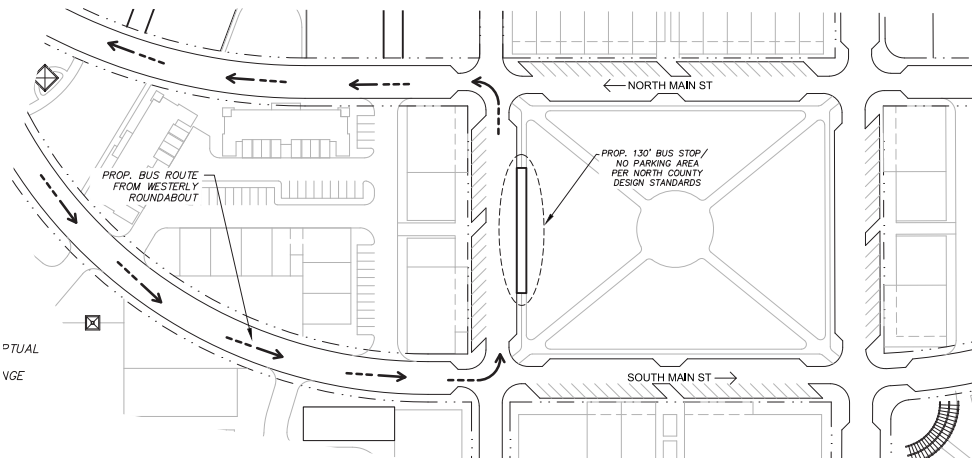 NORTH MAIN ST
PROP. 130' BUS STOP/
NO PARKING AREA
PER NORTH COUNTY
DESIGN STANDARDS
PROP. BUS ROUTE
FROM WESTERLY
ROUNDABOUT
PTUAL
NGE
SOUTH MAIN ST